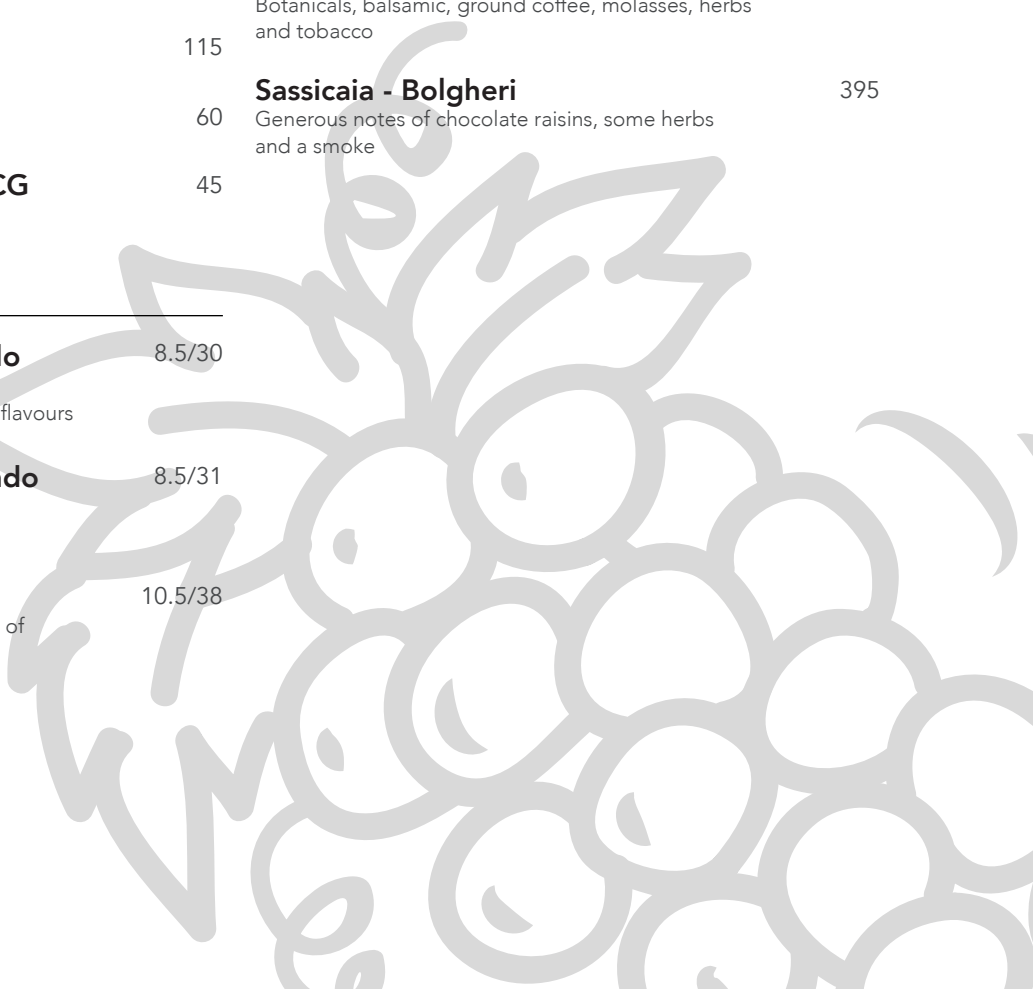 115
60
CG 45
lo 8.5/30
flavours
ado 8.5/31
10.5/38
of
Botanicals, balsamic, ground coffee, molasses, herbs
and tobacco
Sassicaia - Bolgheri 395
Generous notes of chocolate raisins, some herbs
and a smoke